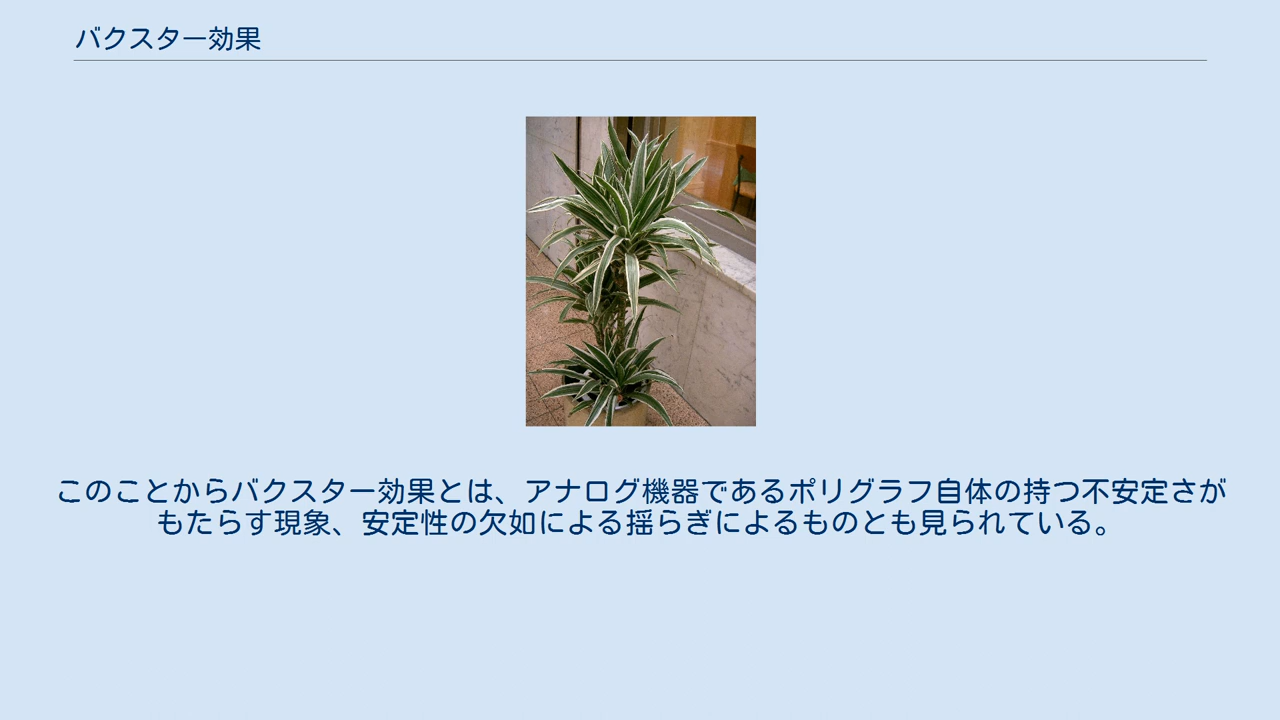 バクスター効果
このことからバクスター効果とは、アナログ機器であるポリグラフ自体の持つ不安定さが
もたらす現象、安定性の欠如による揺らぎによるものとも見られている。